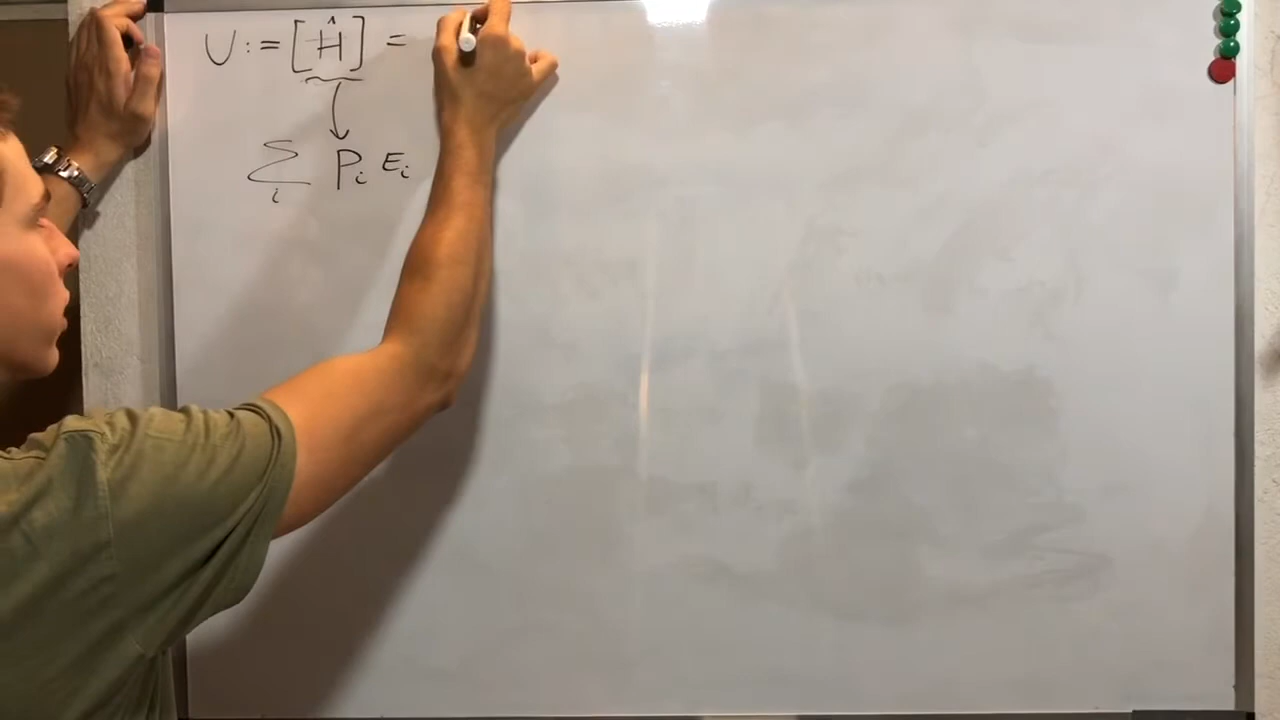 U := [Ĥ] =
∑ᵢ Pᵢ Eᵢ